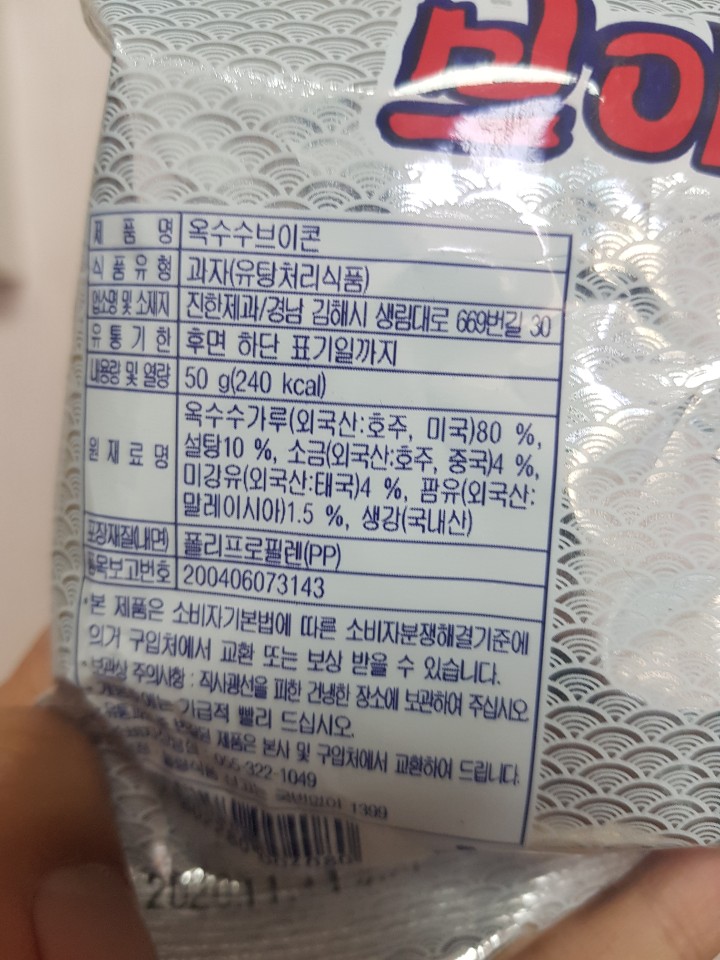 브이
제 품 명 옥수수브이콘
식 품 유 형 과자(유탕처리식품)
업소명 및 소재지 진한제과/경남 김해시 생림대로 669번길 30
유 통 기 한 후면 하단 표기일까지
내용량 및 열량 50 g(240 kcal)
원 재 료 명 옥수수가루(외국산:호주, 미국)80 %,
설탕10 %, 소금(외국산:호주, 중국)4 %,
미강유(외국산:태국)4 %, 팜유(외국산:
말레이시아)1.5 %, 생강(국내산)
포장재질(내면) 폴리프로필렌(PP)
품목보고번호 200406073143
·본 제품은 소비자기본법에 따른 소비자분쟁해결기준에
의거 구입처에서 교환 또는 보상 받을 수 있습니다.
·보관상 주의사항 : 직사광선을 피한 건냉한 장소에 보관하여 주십시오
가급적 빨리 드십시오.
제품은 본사 및 구입처에서 교환하여 드립니다.
055-322-1049
국번없이 1399
2020.11.